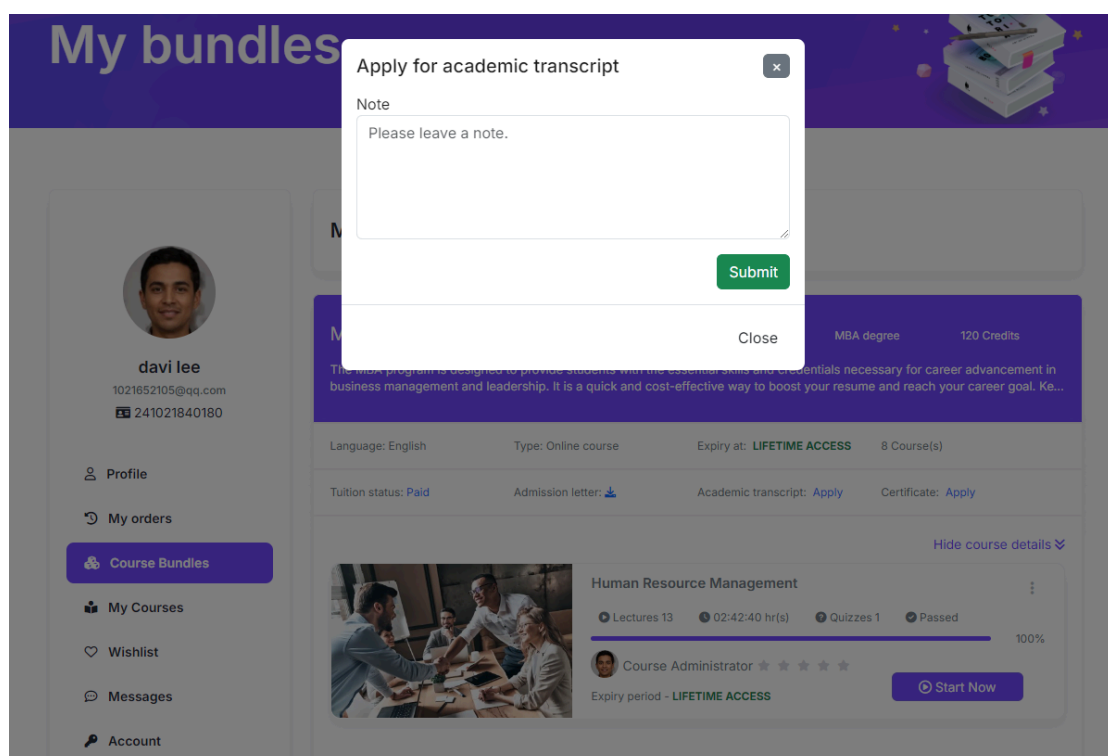 My bundles
Apply for academic transcript
×
Note
Please leave a note.
Submit
Close
M
davi lee
1021652105@qq.com
241021840180
Profile
My orders
Course Bundles
My Courses
Wishlist
Messages
Account
M
MBA degree
120 Credits
The MBA program is designed to provide students with the essential skills and credentials necessary for career advancement in
business management and leadership. It is a quick and cost-effective way to boost your resume and reach your career goal. Ke...
Language: English
Type: Online course
Expiry at: LIFETIME ACCESS
8 Course(s)
Tuition status: Paid
Admission letter:
Academic transcript: Apply
Certificate: Apply
Hide course details
Human Resource Management
Lectures 13
02:42:40 hr(s)
Quizzes 1
Passed
100%
Course Administrator
Expiry period - LIFETIME ACCESS
Start Now